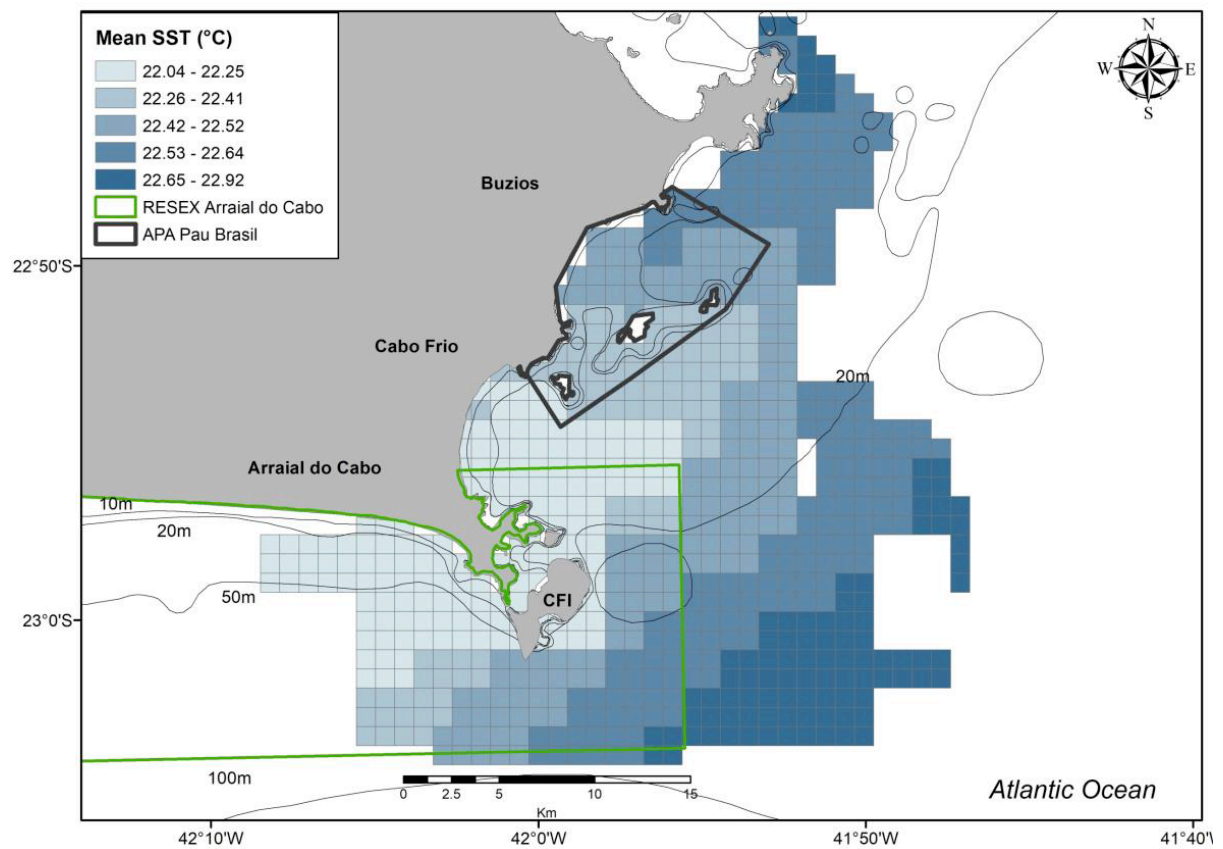 Mean SST (°C)
22.04 - 22.25
22.26 - 22.41
22.42 - 22.52
22.53 - 22.64
22.65 - 22.92
RESEX Arraial do Cabo
APA Pau Brasil
N
W
E
S
Buzios
22°50'S
Cabo Frio
20m
Arraial do Cabo
10m
20m
50m
CFI
23°0'S
100m
0
2.5
5
10
15
Km
Atlantic Ocean
42°10'W
42°0'W
41°50'W
41°40'W